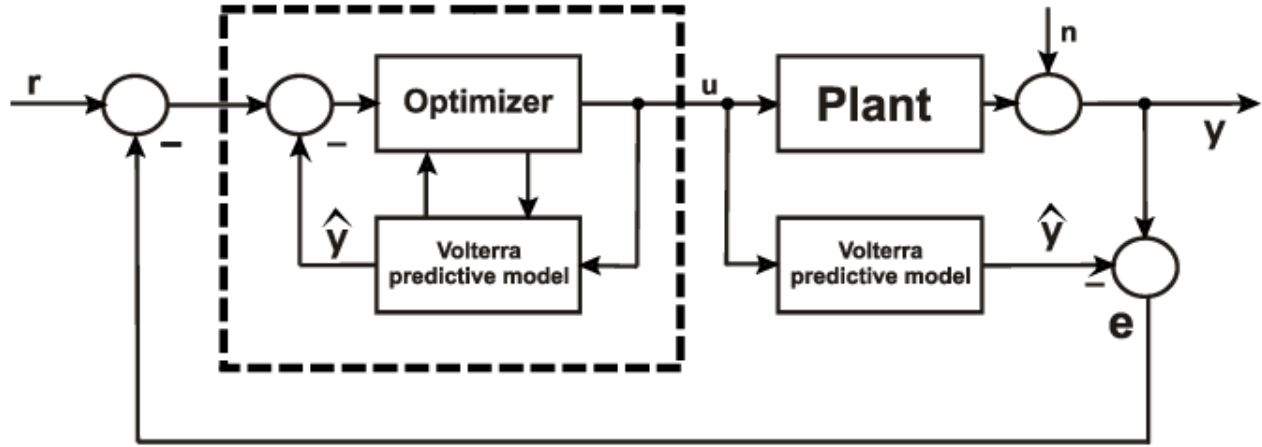 r
–
–
Optimizer
ŷ
Volterra
predictive model
u
Plant
n
y
Volterra
predictive model
ŷ
–
e